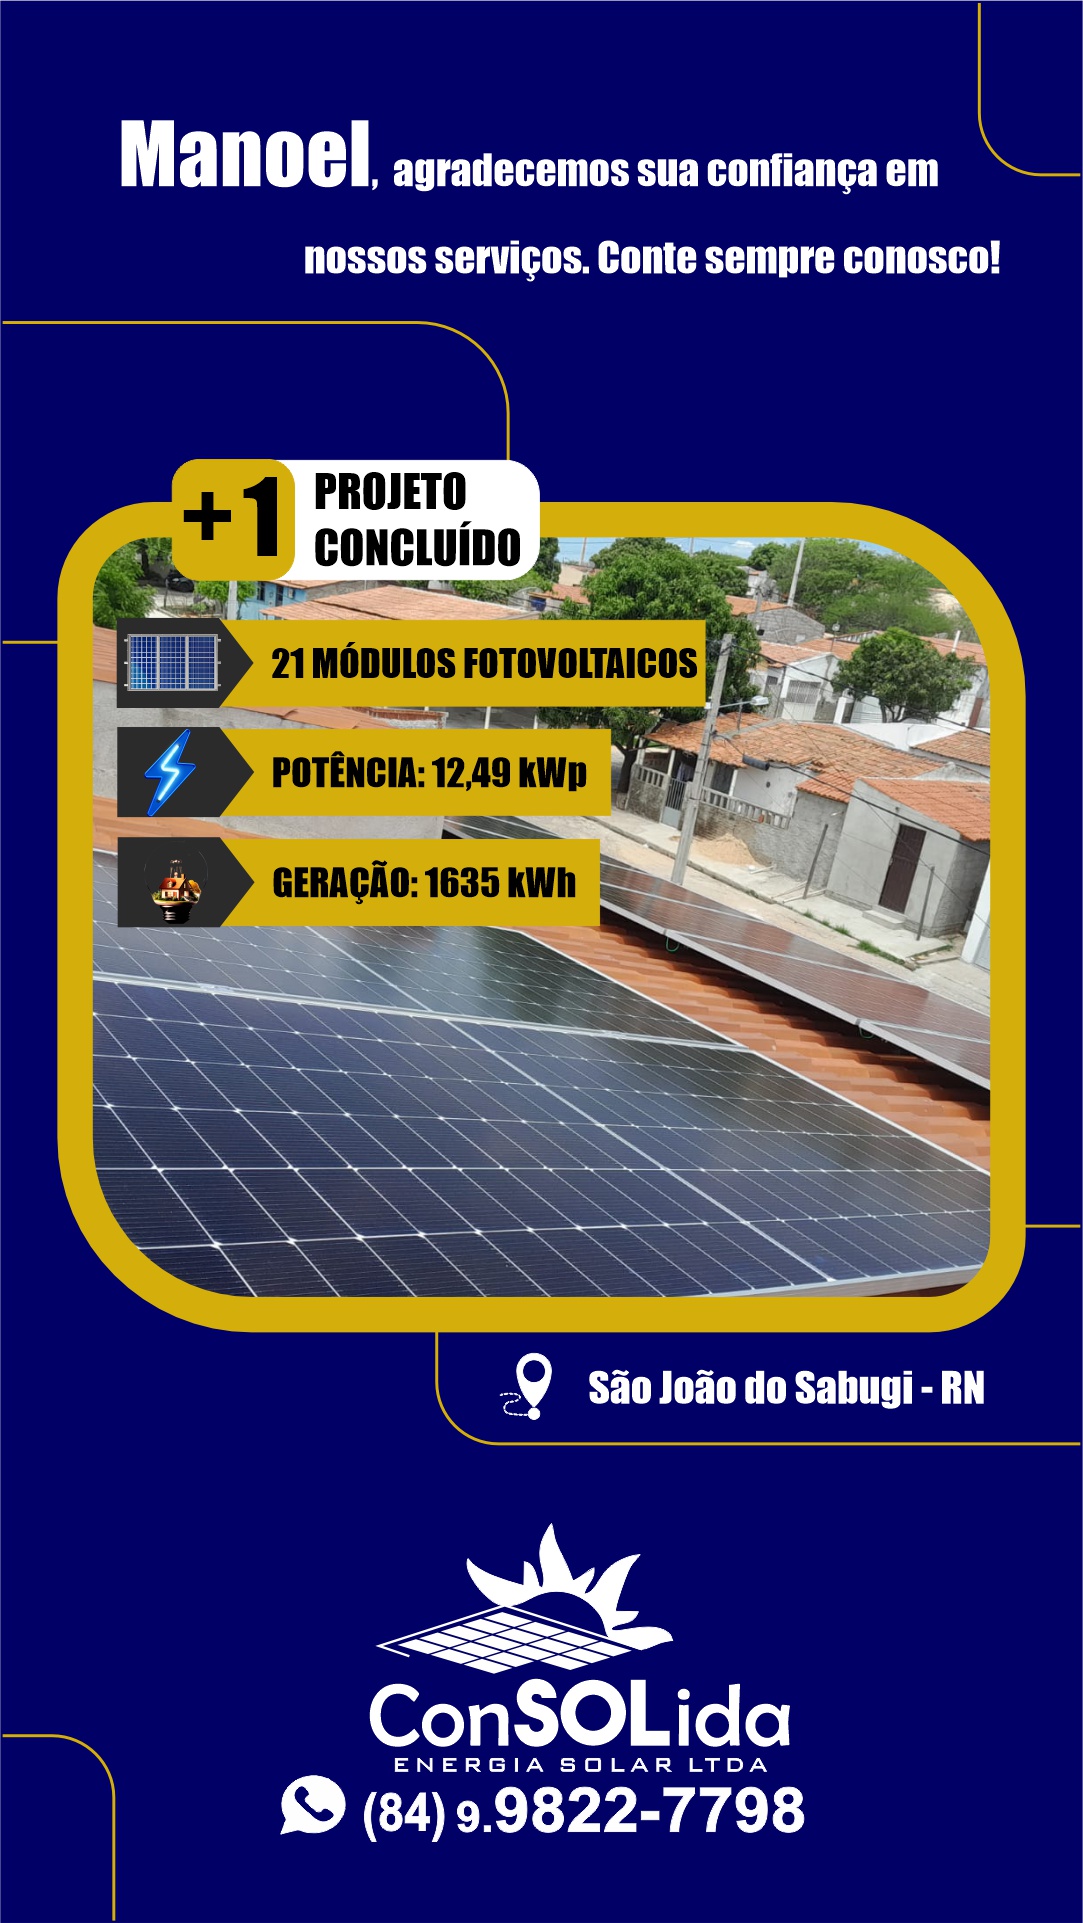 Manoel, agradecemos sua confiança em
nossos serviços. Conte sempre conosco!
+1
PROJETO
CONCLUÍDO
21 MÓDULOS FOTOVOLTAICOS
POTÊNCIA: 12,49 kWp
GERAÇÃO: 1635 kWh
São João do Sabugi - RN
ConSOLida
ENERGIA SOLAR LTDA
(84) 9.9822-7798